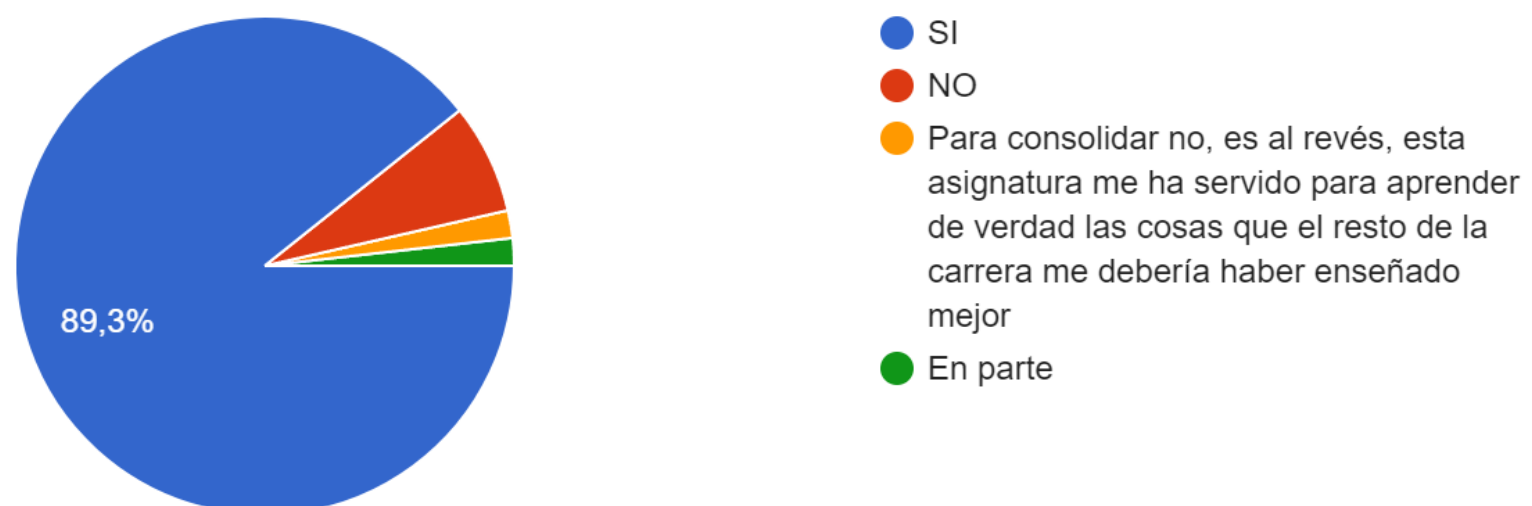 SI
NO
Para consolidar no, es al revés, esta
asignatura me ha servido para aprender
de verdad las cosas que el resto de la
carrera me debería haber enseñado
mejor
En parte
89,3%